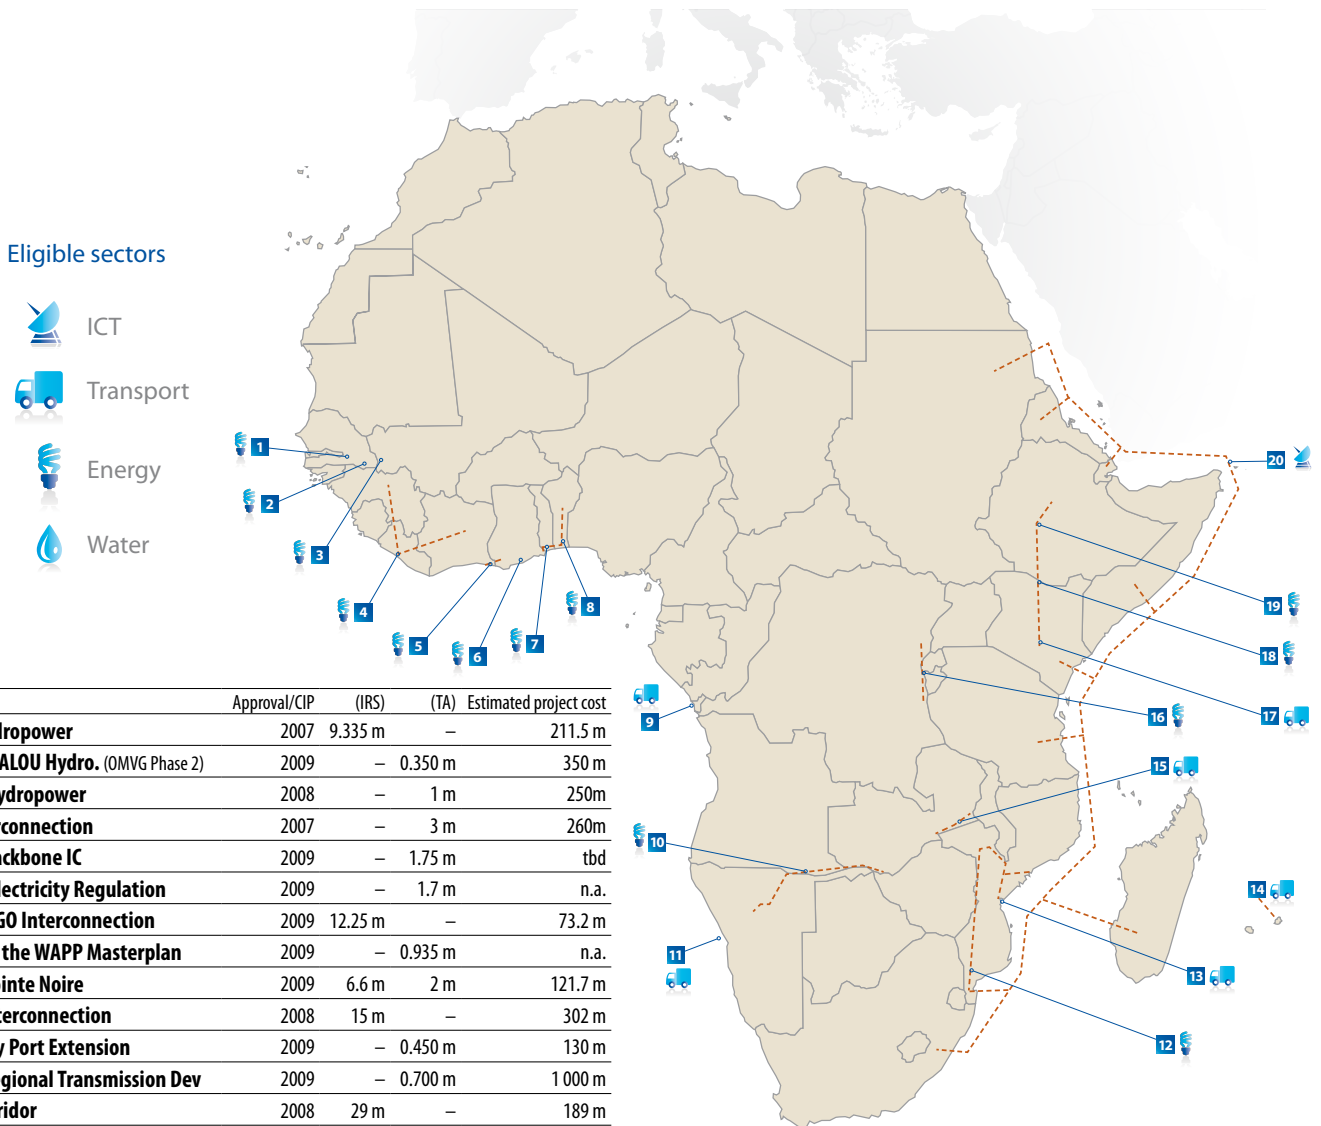 Eligible sectors
ICT
Transport
Energy
Water
1
2
3
4
5
6
7
8
9
10
11
12
13
14
15
16
17
18
19
20
Approval/CIP (IRS) (TA) Estimated project cost
dropower 2007 9.335 m – 211.5 m
ALOU Hydro. (OMVG Phase 2) 2009 – 0.350 m 350 m
ydropower 2008 – 1 m 250m
rconnection 2007 – 3 m 260m
ackbone IC 2009 – 1.75 m tbd
lectricity Regulation 2009 – 1.7 m n.a.
GO Interconnection 2009 12.25 m – 73.2 m
the WAPP Masterplan 2009 – 0.935 m n.a.
ointe Noire 2009 6.6 m 2 m 121.7 m
terconnection 2008 15 m – 302 m
y Port Extension 2009 – 0.450 m 130 m
gional Transmission Dev 2009 – 0.700 m 1 000 m
ridor 2008 29 m – 189 m